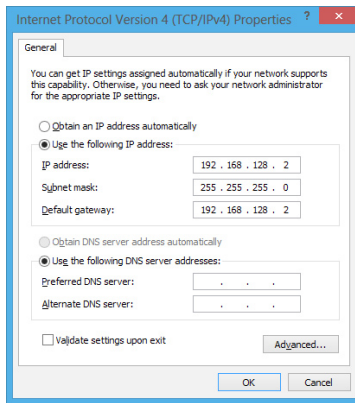 Internet Protocol Version 4 (TCP/IPv4) Properties ? ×
General
You can get IP settings assigned automatically if your network supports
this capability. Otherwise, you need to ask your network administrator
for the appropriate IP settings.
Obtain an IP address automatically
Use the following IP address:
IP address: 192 . 168 . 128 . 2
Subnet mask: 255 . 255 . 255 . 0
Default gateway: 192 . 168 . 128 . 2
Obtain DNS server address automatically
Use the following DNS server addresses:
Preferred DNS server: . . .
Alternate DNS server: . . .
Validate settings upon exit
Advanced...
OK Cancel